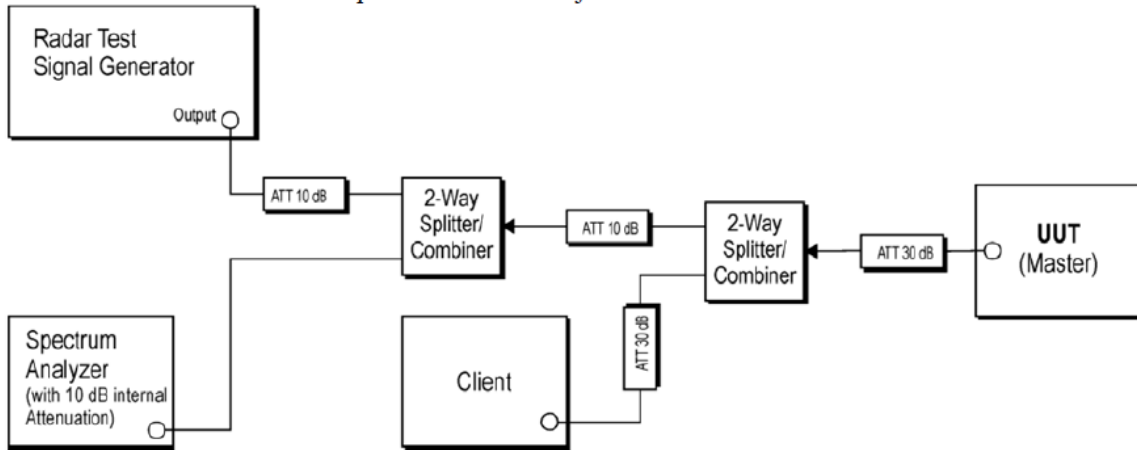 Radar Test
Signal Generator
Output
ATT 10 dB
2-Way
Splitter/
Combiner
ATT 10 dB
2-Way
Splitter/
Combiner
ATT 30 dB
UUT
(Master)
ATT 30 dB
Spectrum
Analyzer
(with 10 dB internal
Attenuation)
Client